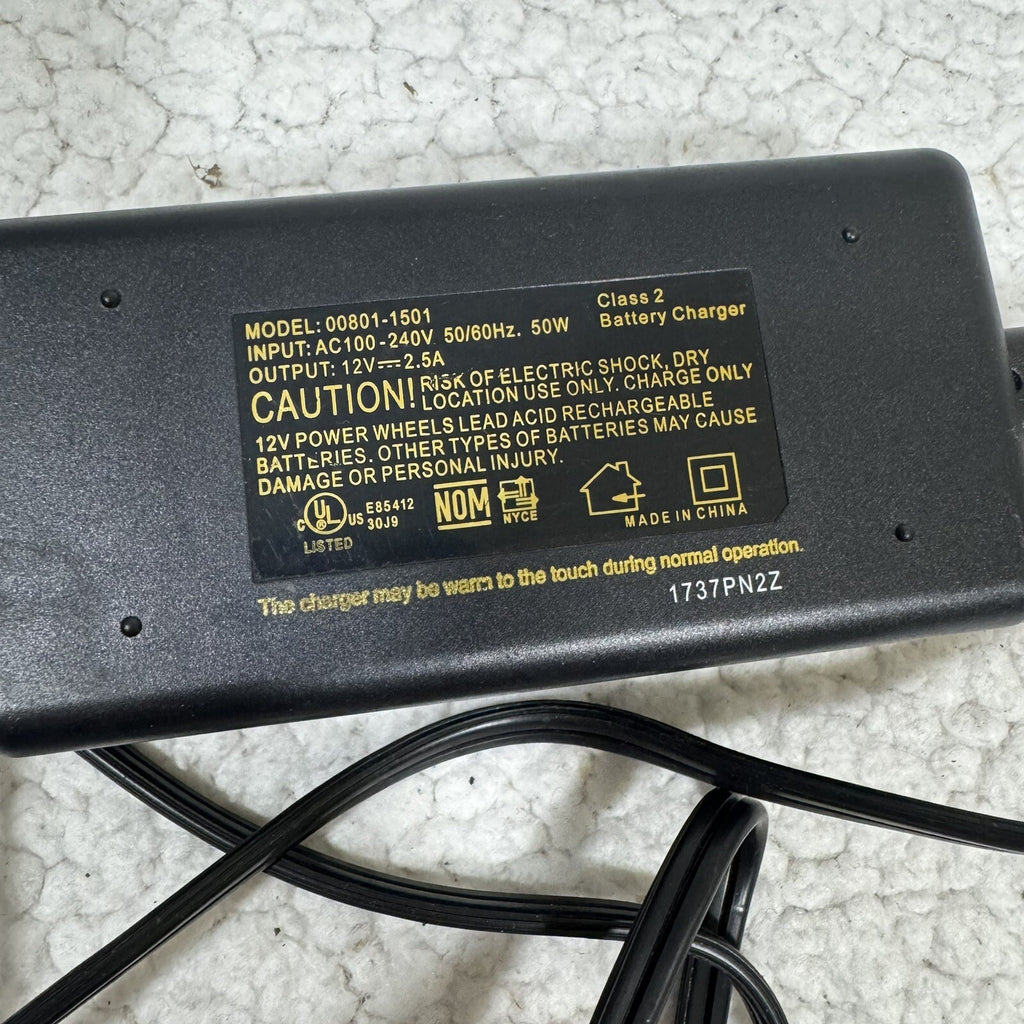 MODEL: 00801-1501
INPUT: AC100-240V 50/60Hz. 50W
OUTPUT: 12V⎓2.5A
Class 2
Battery Charger
CAUTION! RISK OF ELECTRIC SHOCK, DRY
LOCATION USE ONLY. CHARGE ONLY
12V POWER WHEELS LEAD ACID RECHARGEABLE
BATTERIES. OTHER TYPES OF BATTERIES MAY CAUSE
DAMAGE OR PERSONAL INJURY.
C UL ® US
LISTED
E85412
30J9
NOM
NYCE
MADE IN CHINA
The charger may be warm to the touch during normal operation.
1737PN2Z